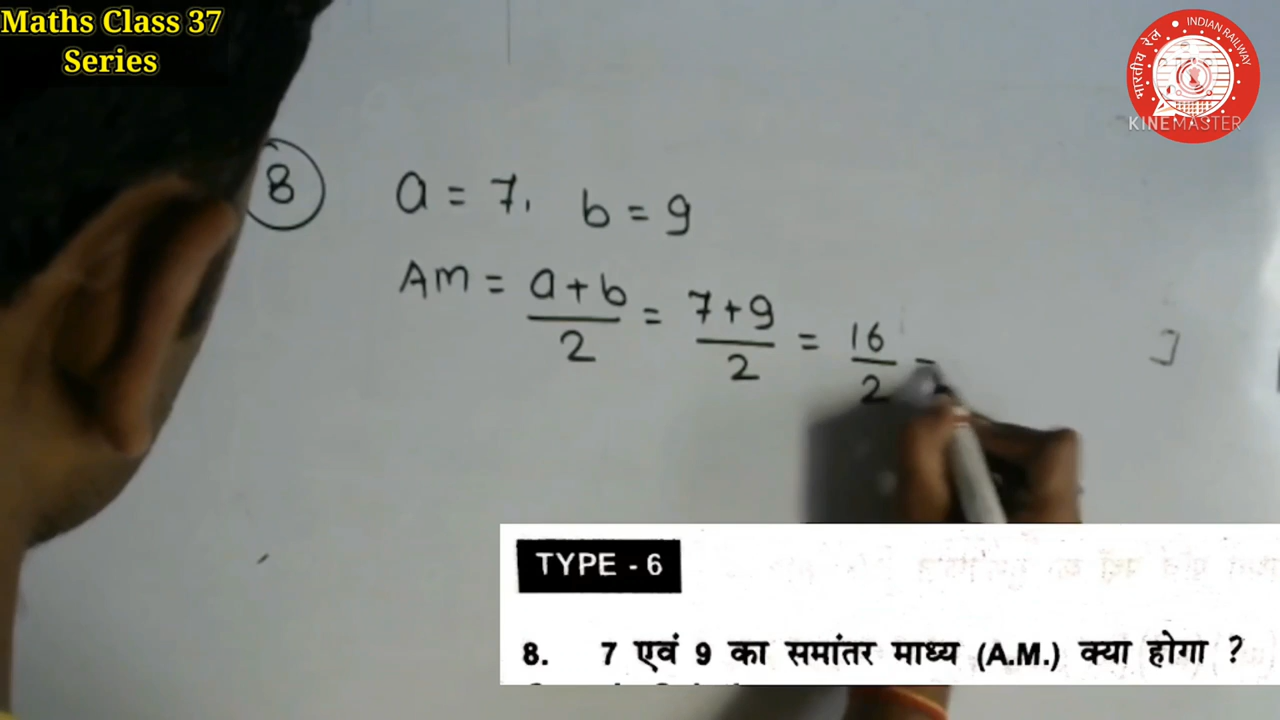 Maths Class 37
Series
भारतीय रेल INDIAN RAILWAY
KINEMASTER
8 a = 7, b = 9
Am = a+b/2 = 7+9/2 = 16/2 =
TYPE - 6
8. 7 एवं 9 का समांतर माध्य (A.M.) क्या होगा ?